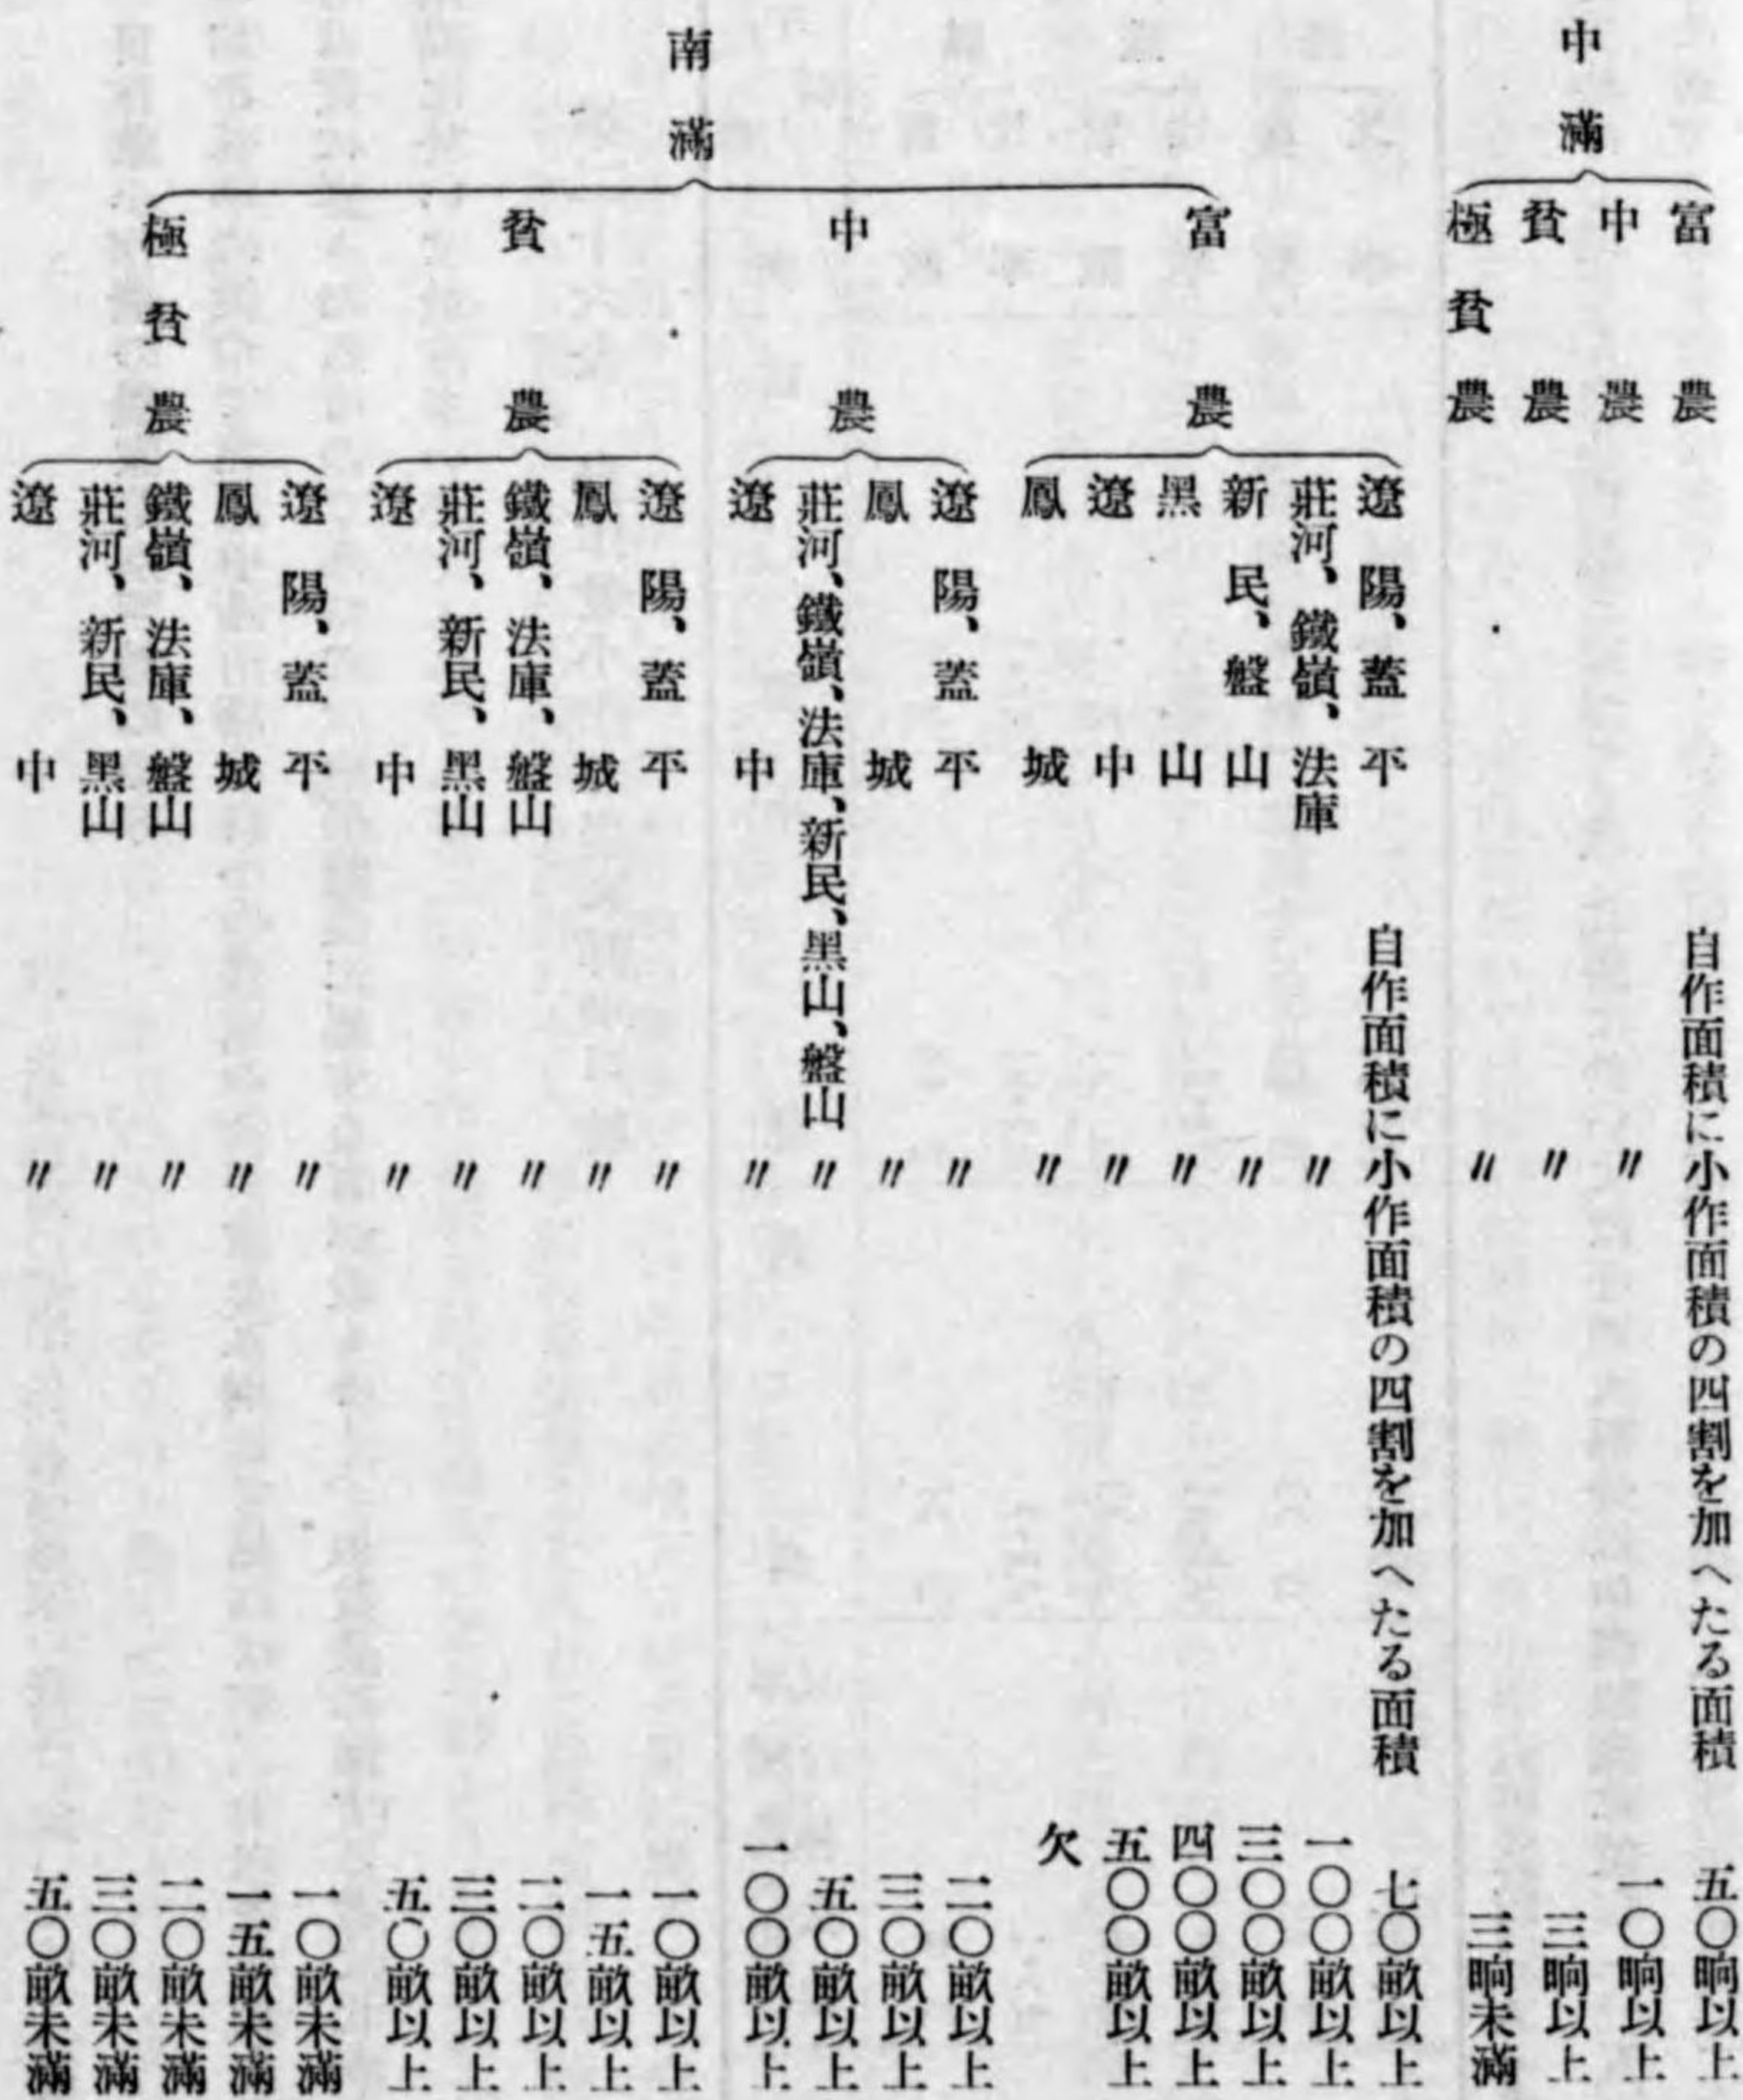 中滿
富農 自作面積に小作面積の四割を加へたる面積 五〇晌以上
中農 〃 一〇晌以上
貧農 〃 三晌以上
極貧農 〃 三晌未滿
南滿
富農
遼陽、蓋平 自作面積に小作面積の四割を加へたる面積 七〇畝以上
莊河、鐵嶺、法庫 〃 一〇〇畝以上
新民、盤山 〃 三〇〇畝以上
黑山 〃 四〇〇畝以上
遼中 〃 五〇〇畝以上
鳳城 〃 欠
中農
遼陽、蓋平 〃 二〇畝以上
鳳城 〃 三〇畝以上
莊河、鐵嶺、法庫、新民、黑山、盤山 〃 五〇畝以上
遼中 〃 一〇〇畝以上
貧農
遼陽、蓋平 〃 一〇畝以上
鳳城 〃 一五畝以上
鐵嶺、法庫、盤山 〃 二〇畝以上
莊河、新民、黑山 〃 三〇畝以上
遼中 〃 五〇畝以上
極貧農
遼陽、蓋平 〃 一〇畝未滿
鳳城 〃 一五畝未滿
鐵嶺、法庫、盤山 〃 二〇畝未滿
莊河、新民、黑山 〃 三〇畝未滿
遼中 〃 五〇畝未滿